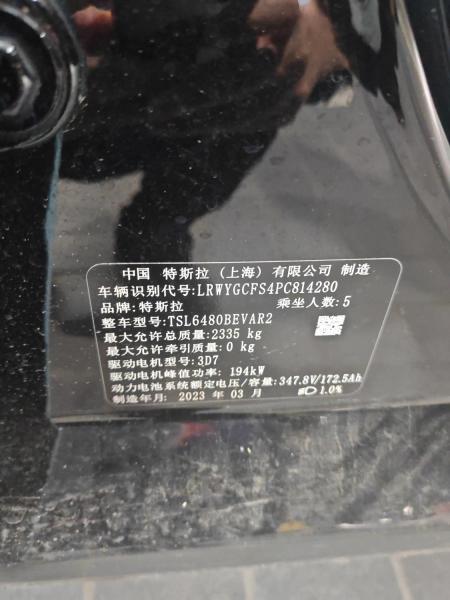 中国 特斯拉（上海）有限公司 制造
车辆识别代号:LRWYGCFS4PC814280
品牌:特斯拉 乘坐人数:5
整车型号:TSL6480BEVAR2
最大允许总质量:2335 kg
最大允许牵引质量:0 kg
驱动电机型号:3D7
驱动电机峰值功率: 194kW
动力电池系统额定电压/容量:347.8V/172.5Ah
制造年月: 2023 年 03 月 1.0%